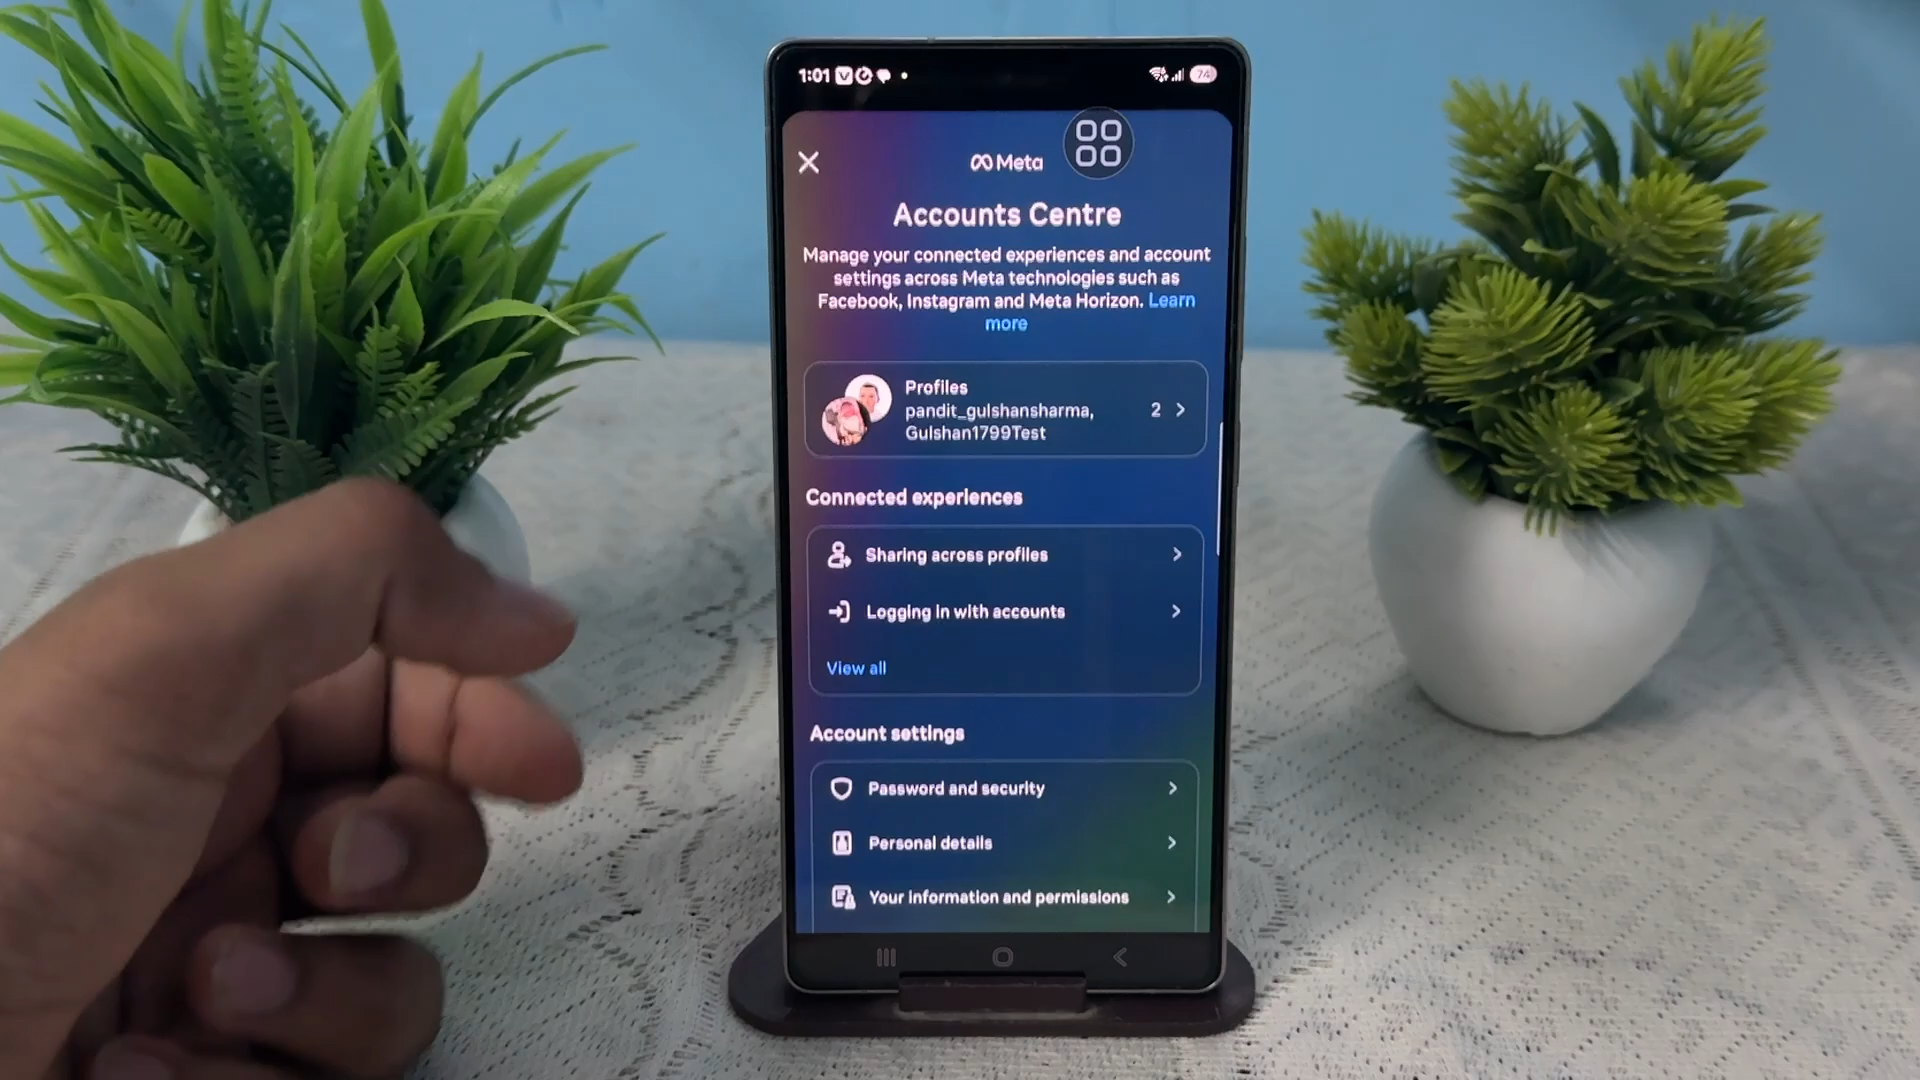 1:01
74
Meta
Accounts Centre
Manage your connected experiences and account
settings across Meta technologies such as
Facebook, Instagram and Meta Horizon. Learn
more
Profiles
pandit_gulshansharma,
Gulshan1799Test
2
Connected experiences
Sharing across profiles
Logging in with accounts
View all
Account settings
Password and security
Personal details
Your information and permissions